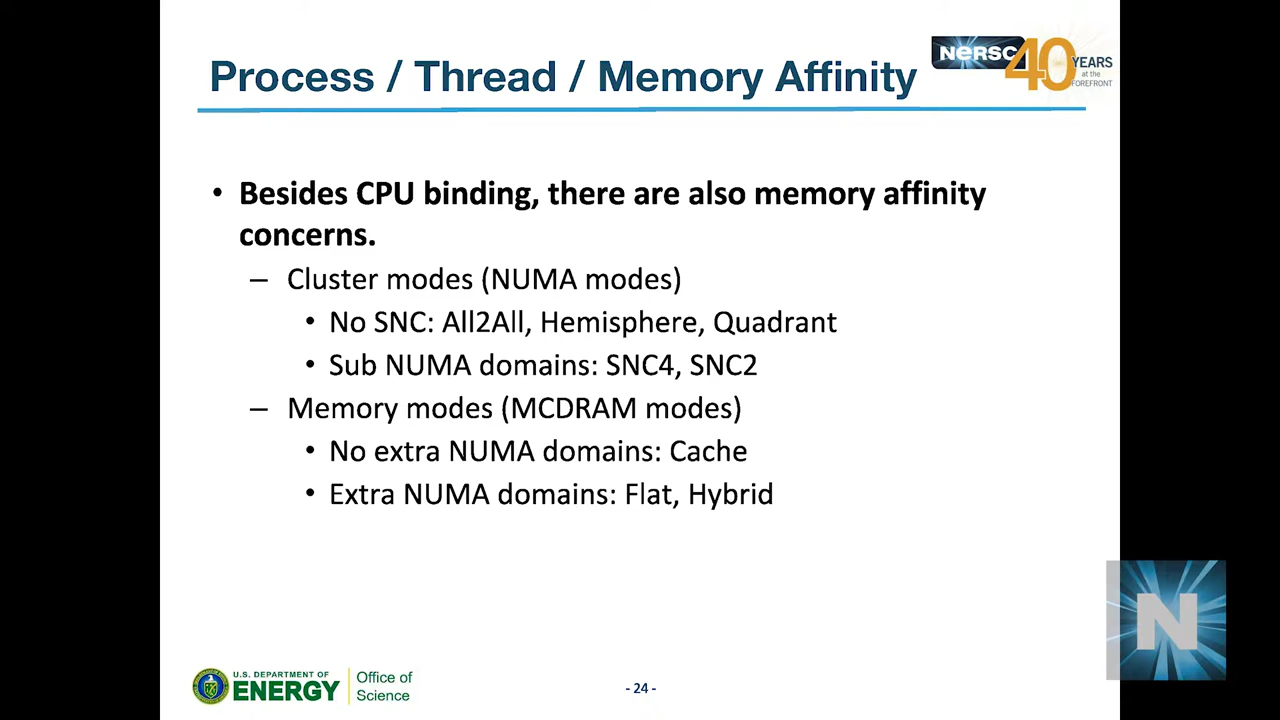 Process / Thread / Memory Affinity
NERSC 40 YEARS
at the
FOREFRONT
• Besides CPU binding, there are also memory affinity
concerns.
– Cluster modes (NUMA modes)
• No SNC: All2All, Hemisphere, Quadrant
• Sub NUMA domains: SNC4, SNC2
– Memory modes (MCDRAM modes)
• No extra NUMA domains: Cache
• Extra NUMA domains: Flat, Hybrid
N
U.S. DEPARTMENT OF
ENERGY
Office of
Science
- 24 -